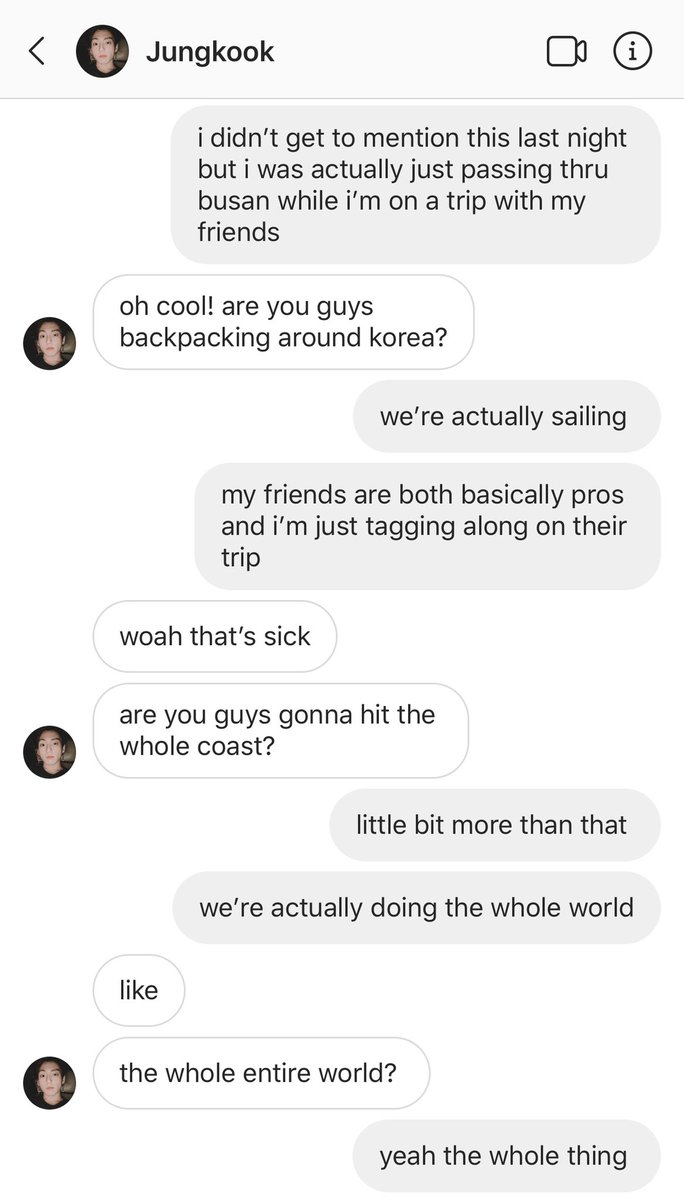 Jungkook
i didn’t get to mention this last night
but i was actually just passing thru
busan while i’m on a trip with my
friends
oh cool! are you guys
backpacking around korea?
we’re actually sailing
my friends are both basically pros
and i’m just tagging along on their
trip
woah that’s sick
are you guys gonna hit the
whole coast?
little bit more than that
we’re actually doing the whole world
like
the whole entire world?
yeah the whole thing